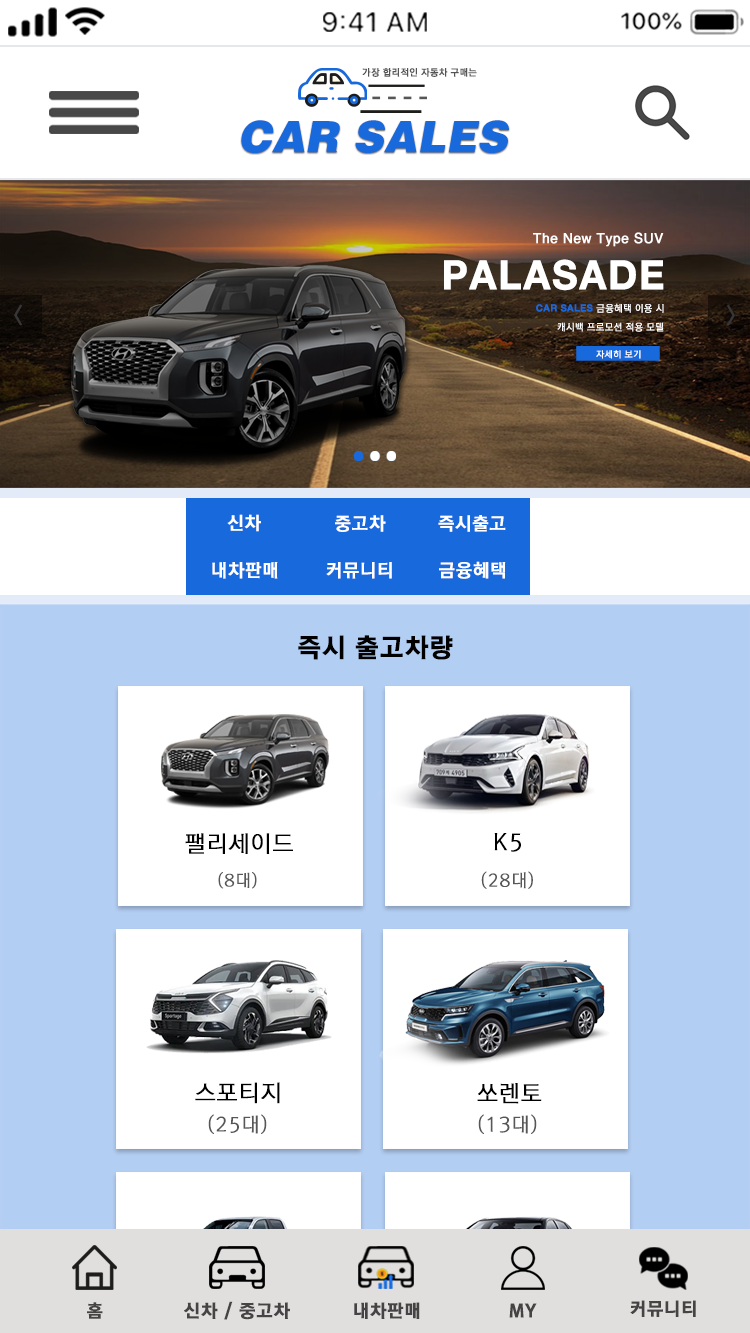 9:41 AM
100%
가장 합리적인 자동차 구매는
CAR SALES
The New Type SUV
PALASADE
CAR SALES 금융혜택 이용 시
캐시백 프로모션 적용 모델
자세히 보기
신차 중고차 즉시출고
내차판매 커뮤니티 금융혜택
즉시 출고차량
709 억 4905
팰리세이드 K5
(8대) (28대)
Sportage
스포티지 쏘렌토
(25대) (13대)
홈 신차 / 중고차 내차판매 MY 커뮤니티